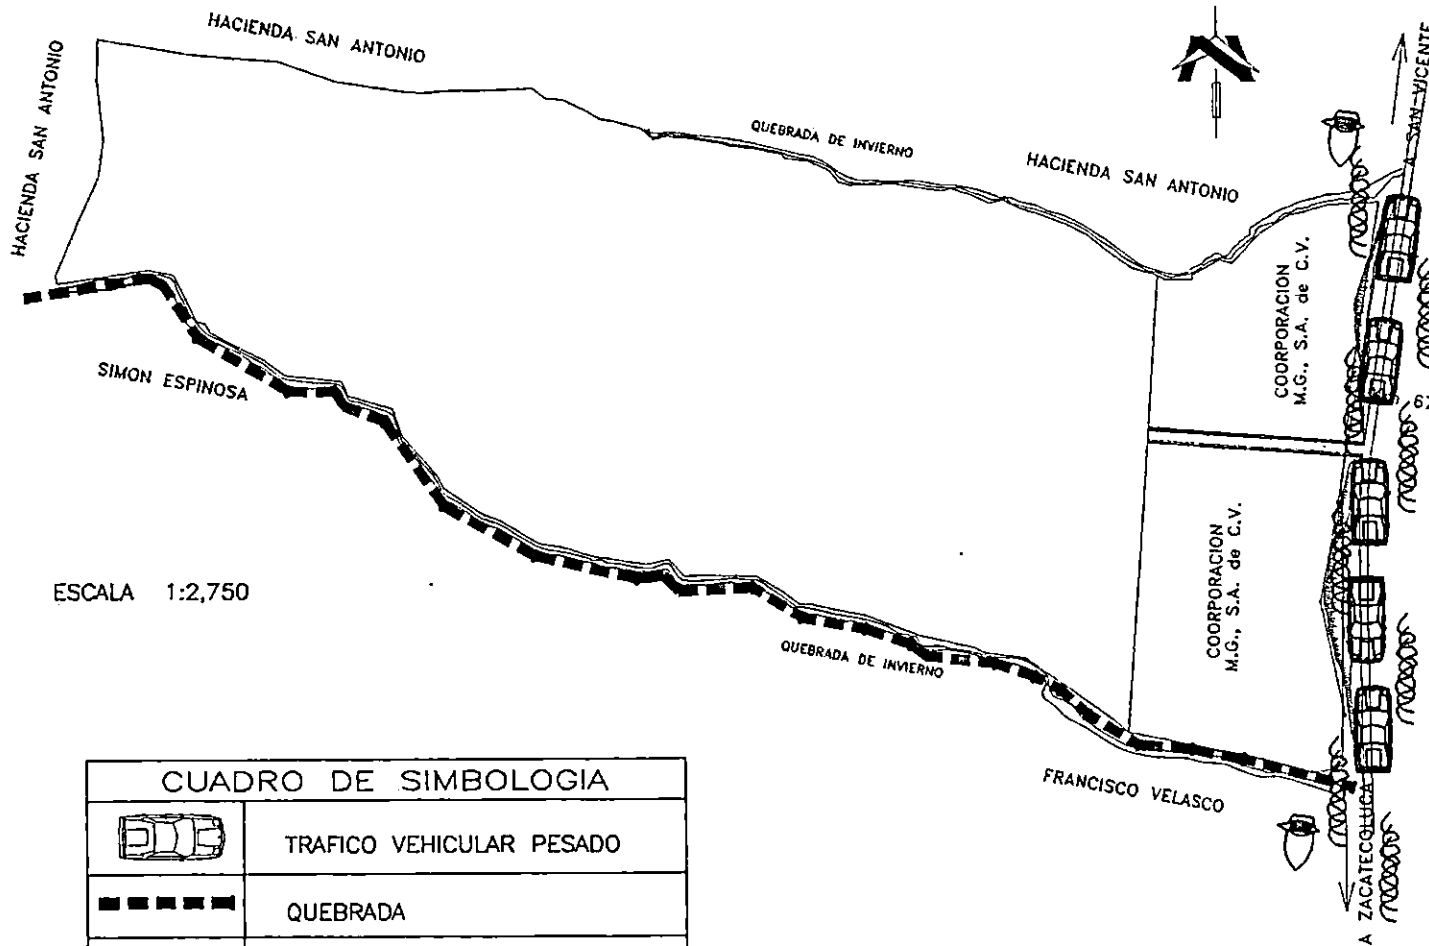 HACIENDA SAN ANTONIO
HACIENDA SAN ANTONIO
QUEBRADA DE INVIERNO
HACIENDA SAN ANTONIO
A SAN VICENTE
COORPORACION
M.G., S.A. de C.V.
SIMON ESPINOSA
COORPORACION
M.G., S.A. de C.V.
ESCALA 1:2,750
QUEBRADA DE INVIERNO
FRANCISCO VELASCO
A ZACATECOLUCA
CUADRO DE SIMBOLOGIA
TRAFICO VEHICULAR PESADO
QUEBRADA